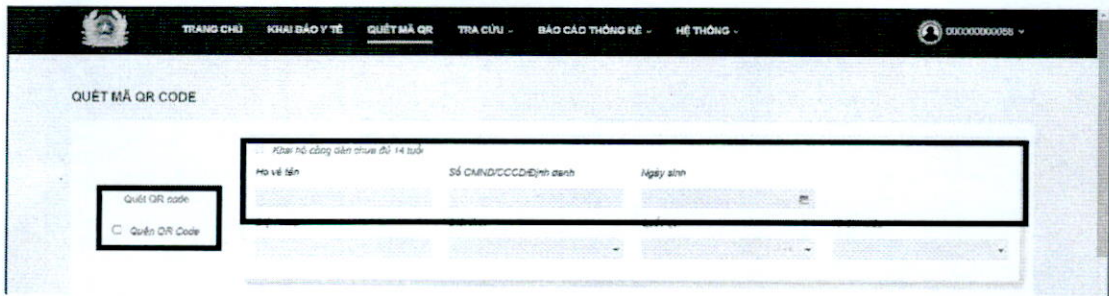 TRANG CHỦ KHAI BÁO Y TẾ QUÉT MÃ QR TRA CỨU BÁO CÁO THỐNG KÊ HỆ THỐNG 000000000068
QUÉT MÃ QR CODE
Khai hộ công dân chưa đủ 14 tuổi
Họ và tên Số CMND/CCCD/Định danh Ngày sinh
Quét QR code
Quên QR Code